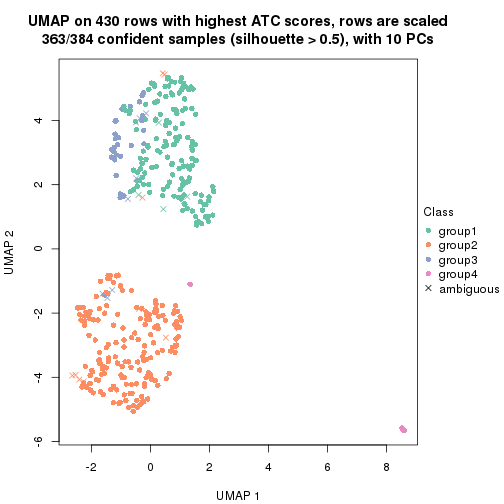 UMAP on 430 rows with highest ATC scores, rows are scaled
363/384 confident samples (silhouette > 0.5), with 10 PCs
4
2
0
-2
-4
-6
UMAP 2
-2
0
2
4
6
8
UMAP 1
Class
group1
group2
group3
group4
ambiguous